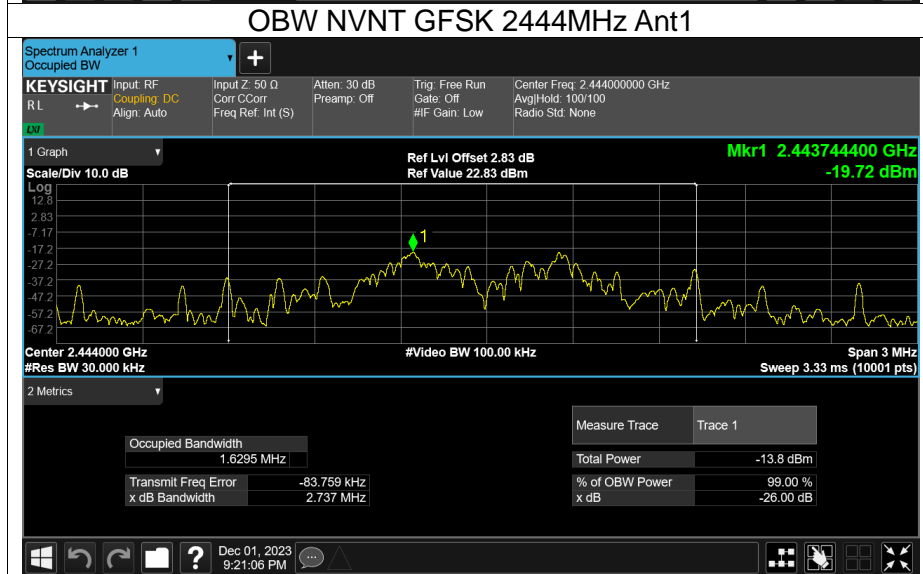 OBW NVNT GFSK 2444MHz Ant1
Spectrum Analyzer 1
Occupied BW
▼
+
KEYSIGHT Input: RF Input Z: 50 Ω Atten: 30 dB Trig: Free Run Center Freq: 2.444000000 GHz
RL Coupling: DC Corr CCorr Preamp: Off Gate: Off Avg|Hold: 100/100
Align: Auto Freq Ref: Int (S) #IF Gain: Low Radio Std: None
LXI
1 Graph ▼ Ref Lvl Offset 2.83 dB Mkr1 2.443744400 GHz
Scale/Div 10.0 dB Ref Value 22.83 dBm -19.72 dBm
Log
12.8
2.83
-7.17
1
-17.2
-27.2
-37.2
-47.2
-57.2
-67.2
Center 2.444000 GHz #Video BW 100.00 kHz Span 3 MHz
#Res BW 30.000 kHz Sweep 3.33 ms (10001 pts)
2 Metrics ▼
Measure Trace Trace 1
Occupied Bandwidth
1.6295 MHz Total Power -13.8 dBm
Transmit Freq Error -83.759 kHz % of OBW Power 99.00 %
x dB Bandwidth 2.737 MHz x dB -26.00 dB
? Dec 01, 2023
9:21:06 PM